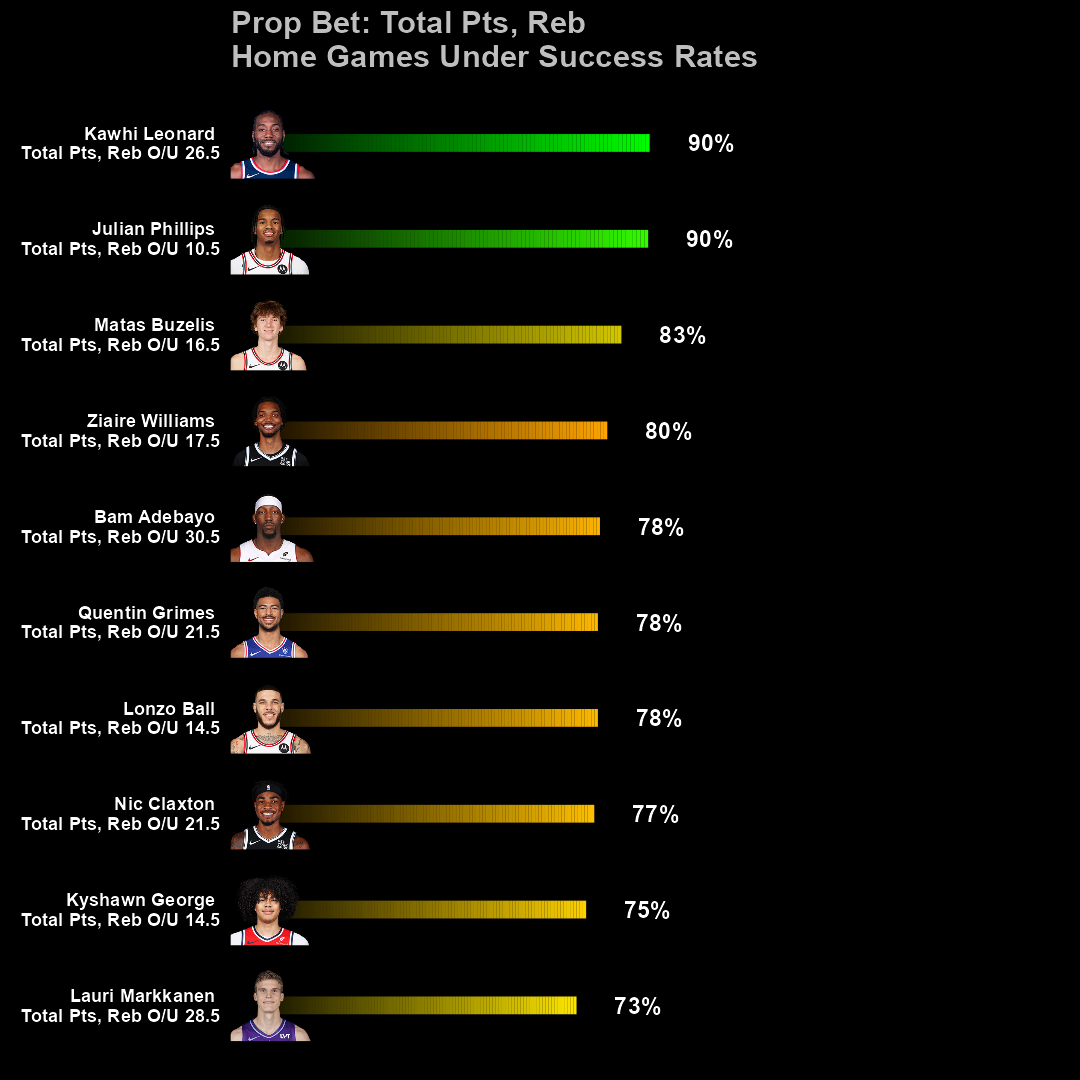 Prop Bet: Total Pts, Reb
Home Games Under Success Rates
Kawhi Leonard
Total Pts, Reb O/U 26.5
90%
Julian Phillips
Total Pts, Reb O/U 10.5
90%
Matas Buzelis
Total Pts, Reb O/U 16.5
83%
Ziaire Williams
Total Pts, Reb O/U 17.5
80%
Bam Adebayo
Total Pts, Reb O/U 30.5
78%
Quentin Grimes
Total Pts, Reb O/U 21.5
78%
Lonzo Ball
Total Pts, Reb O/U 14.5
78%
Nic Claxton
Total Pts, Reb O/U 21.5
77%
Kyshawn George
Total Pts, Reb O/U 14.5
75%
Lauri Markkanen
Total Pts, Reb O/U 28.5
73%